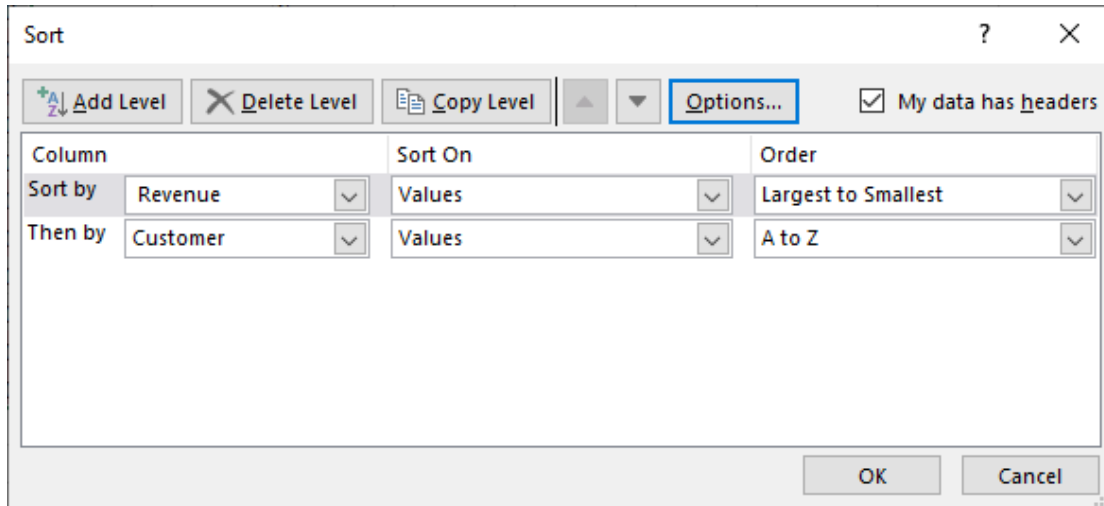 Sort ?
Add Level Delete Level Copy Level Options... My data has headers
Column Sort On Order
Sort by Revenue Values Largest to Smallest
Then by Customer Values A to Z
OK Cancel